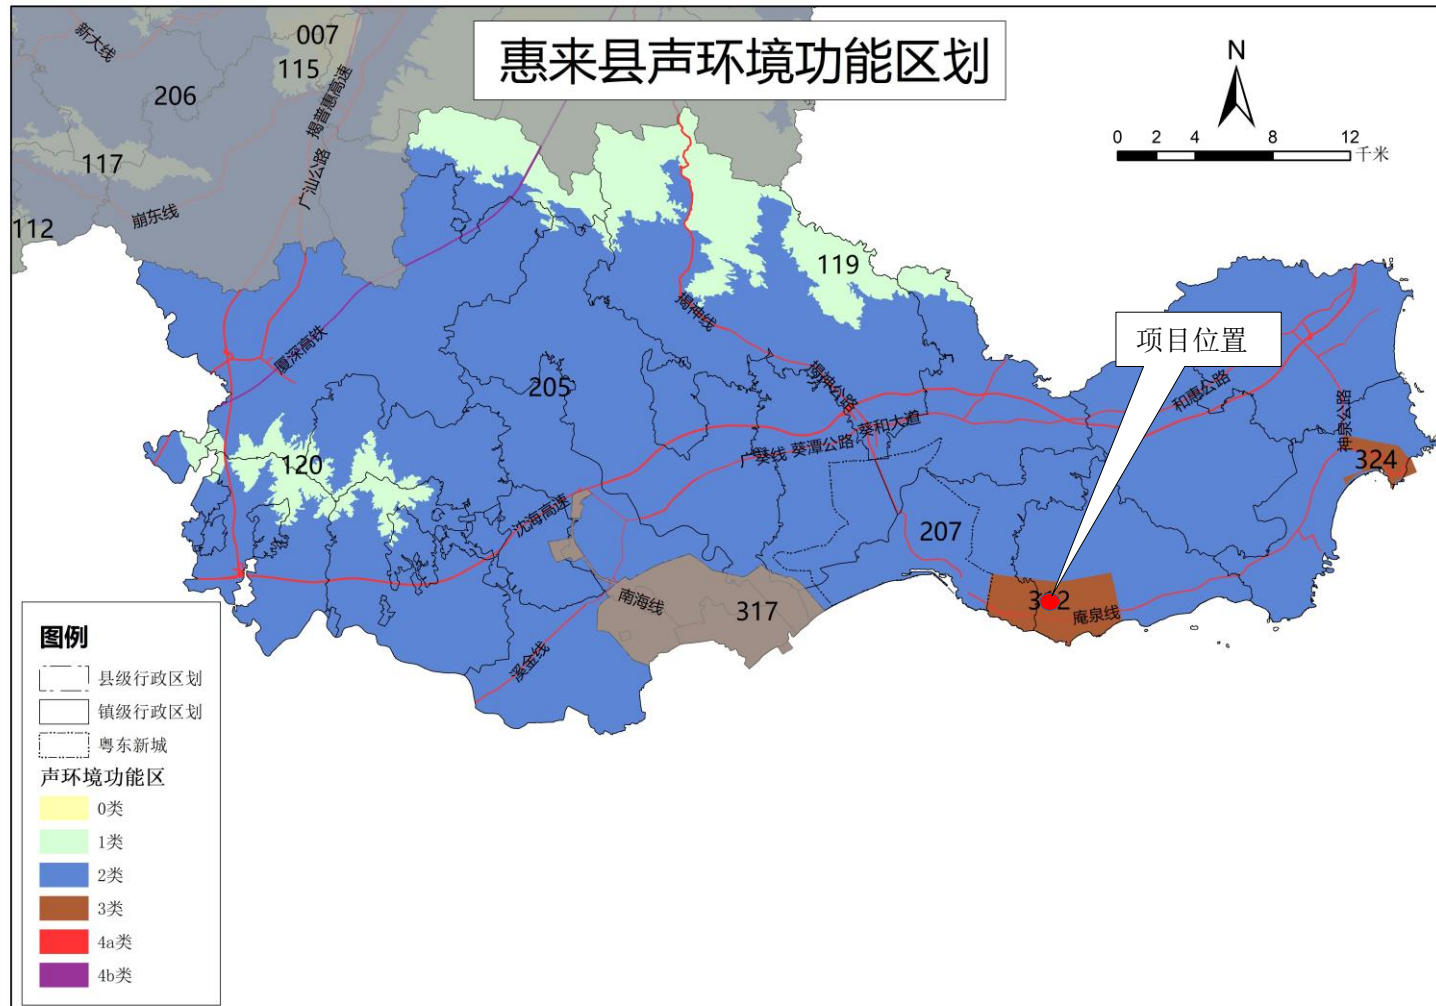 惠来县声环境功能区划
N
0 2 4 8 12
千米
新大线
007
115
206
揭普惠高速
117
广汕公路
崩东线
112
119
揭神线
厦深高铁
项目位置
205
揭神公路
和惠公路
葵和大道
广葵线
葵潭公路
神泉公路
324
120
沈海高速
207
南海线
317
庵泉线
溪金线
图例
县级行政区划
镇级行政区划
粤东新城
声环境功能区
0类
1类
2类
3类
4a类
4b类